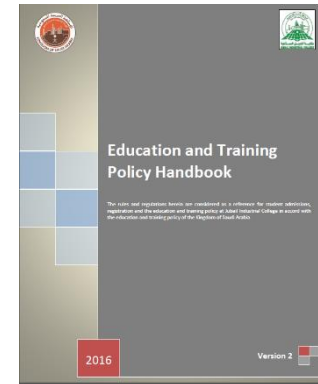 Education and Training
Policy Handbook
The rules and regulations herein are considered as a reference for student admissions,
registration and the education and training policy at Jubail Industrial College in accord with
the education and training policy of the Kingdom of Saudi Arabia
2016
Version 2